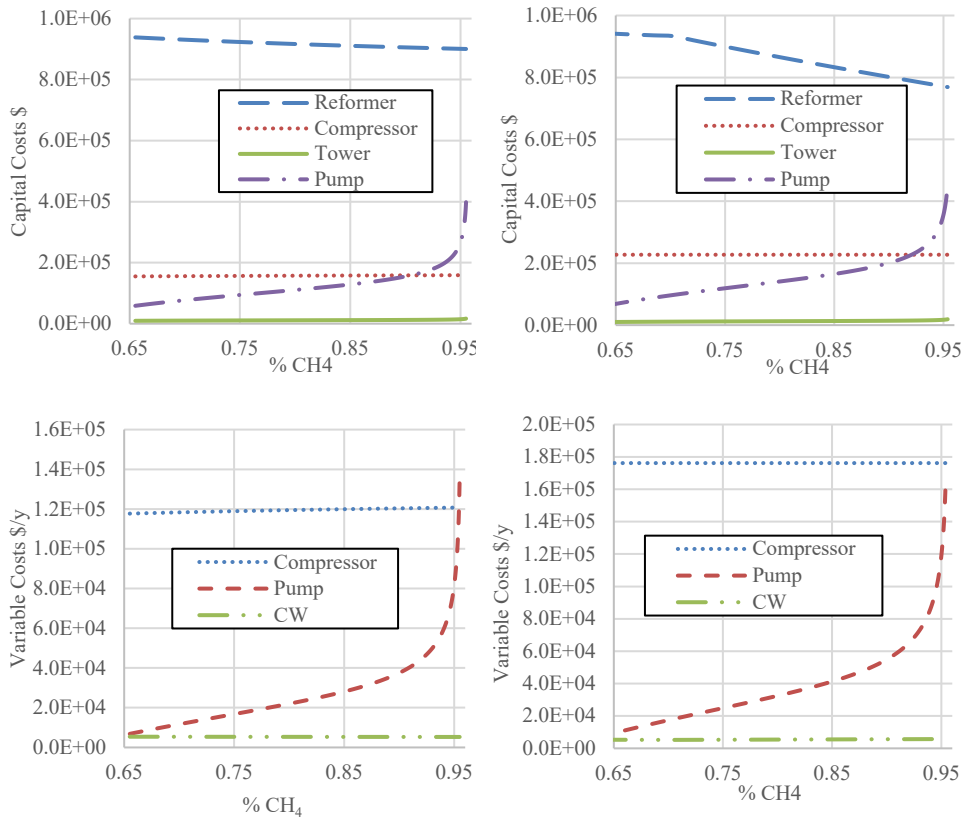 1.0E+06
8.0E+05
6.0E+05
4.0E+05
2.0E+05
0.0E+00
Capital Costs $
Reformer
Compressor
Tower
Pump
0.65 0.75 0.85 0.95
% CH4
1.0E+06
8.0E+05
6.0E+05
4.0E+05
2.0E+05
0.0E+00
Capital Costs $
Reformer
Compressor
Tower
Pump
0.65 0.75 0.85 0.95
% CH4
1.6E+05
1.4E+05
1.2E+05
1.0E+05
8.0E+04
6.0E+04
4.0E+04
2.0E+04
0.0E+00
Variable Costs $/y
Compressor
Pump
CW
0.65 0.75 0.85 0.95
% CH₄
2.0E+05
1.8E+05
1.6E+05
1.4E+05
1.2E+05
1.0E+05
8.0E+04
6.0E+04
4.0E+04
2.0E+04
0.0E+00
Variable Costs $/y
Compressor
Pump
CW
0.65 0.75 0.85 0.95
% CH4